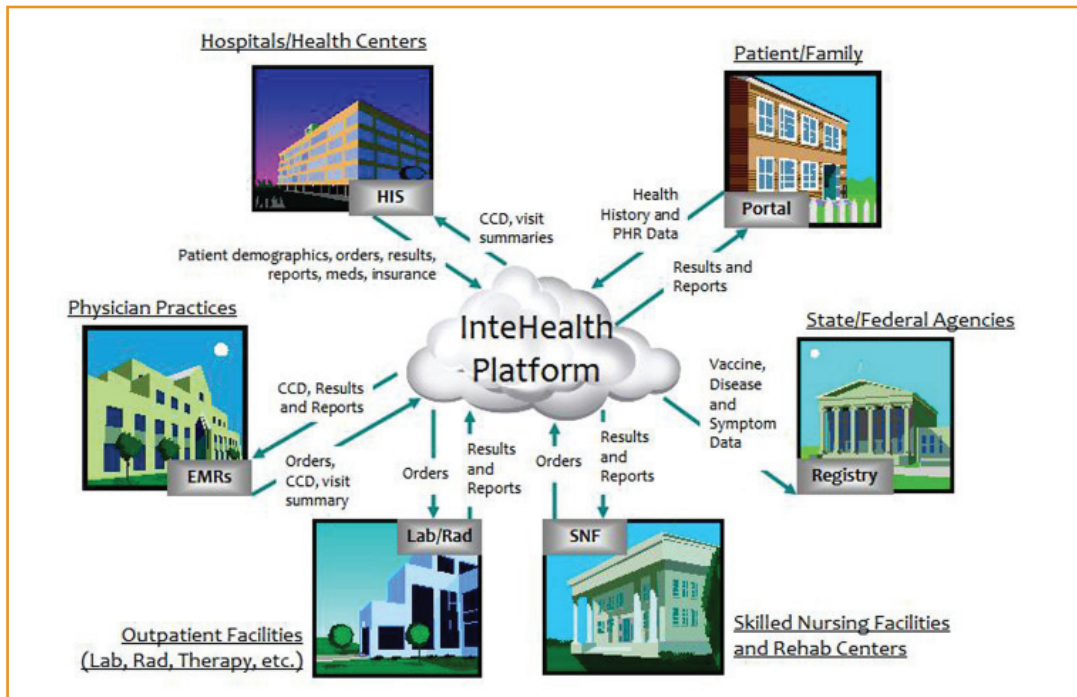 Hospitals/Health Centers
HIS
CCD, visit
summaries
Patient demographics, orders, results,
reports, meds, insurance
Patient/Family
Portal
Health
History and
PHR Data
Results and
Reports
InteHealth
Platform
Physician Practices
EMRs
CCD, Results
and Reports
Orders,
CCD, visit
summary
State/Federal Agencies
Registry
Vaccine,
Disease
and
Symptom
Data
Orders
Results
and
Reports
Lab/Rad
Outpatient Facilities
(Lab, Rad, Therapy, etc.)
Orders
Results
and
Reports
SNF
Skilled Nursing Facilities
and Rehab Centers